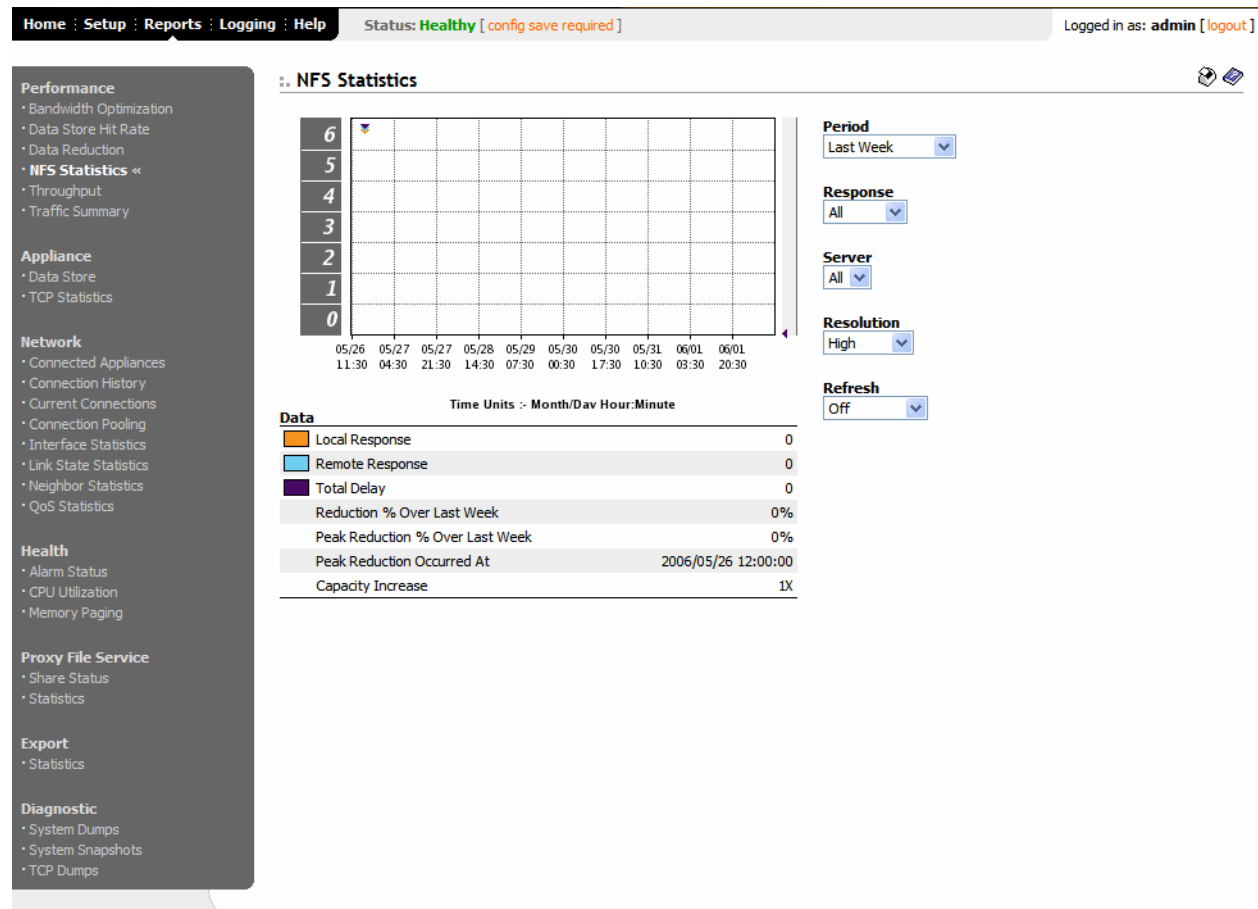 Home Setup Reports Logging Help Status: Healthy [ config save required ] Logged in as: admin [ logout ]
Performance
· Bandwidth Optimization
· Data Store Hit Rate
· Data Reduction
· NFS Statistics «
· Throughput
· Traffic Summary
Appliance
· Data Store
· TCP Statistics
Network
· Connected Appliances
· Connection History
· Current Connections
· Connection Pooling
· Interface Statistics
· Link State Statistics
· Neighbor Statistics
· QoS Statistics
Health
· Alarm Status
· CPU Utilization
· Memory Paging
Proxy File Service
· Share Status
· Statistics
Export
· Statistics
Diagnostic
· System Dumps
· System Snapshots
· TCP Dumps
:. NFS Statistics
6
5
4
3
2
1
0
05/26 05/27 05/27 05/28 05/29 05/30 05/30 05/31 06/01 06/01
11:30 04:30 21:30 14:30 07:30 00:30 17:30 10:30 03:30 20:30
Time Units :- Month/Day Hour:Minute
Data
Local Response 0
Remote Response 0
Total Delay 0
Reduction % Over Last Week 0%
Peak Reduction % Over Last Week 0%
Peak Reduction Occurred At 2006/05/26 12:00:00
Capacity Increase 1X
Period
Last Week
Response
All
Server
All
Resolution
High
Refresh
Off